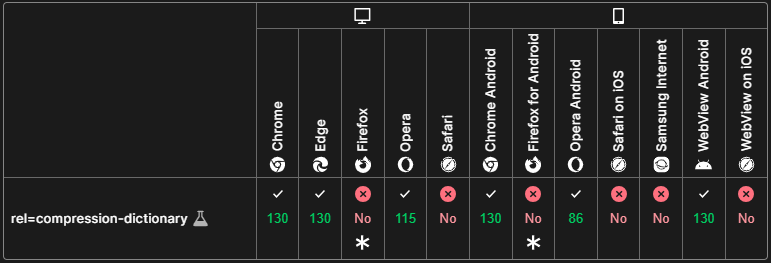 Chrome
Edge
Firefox
Opera
Safari
Chrome Android
Firefox for Android
Opera Android
Safari on iOS
Samsung Internet
WebView Android
WebView on iOS
rel=compression-dictionary
130
130
No
115
No
130
No
86
No
No
130
No
* *